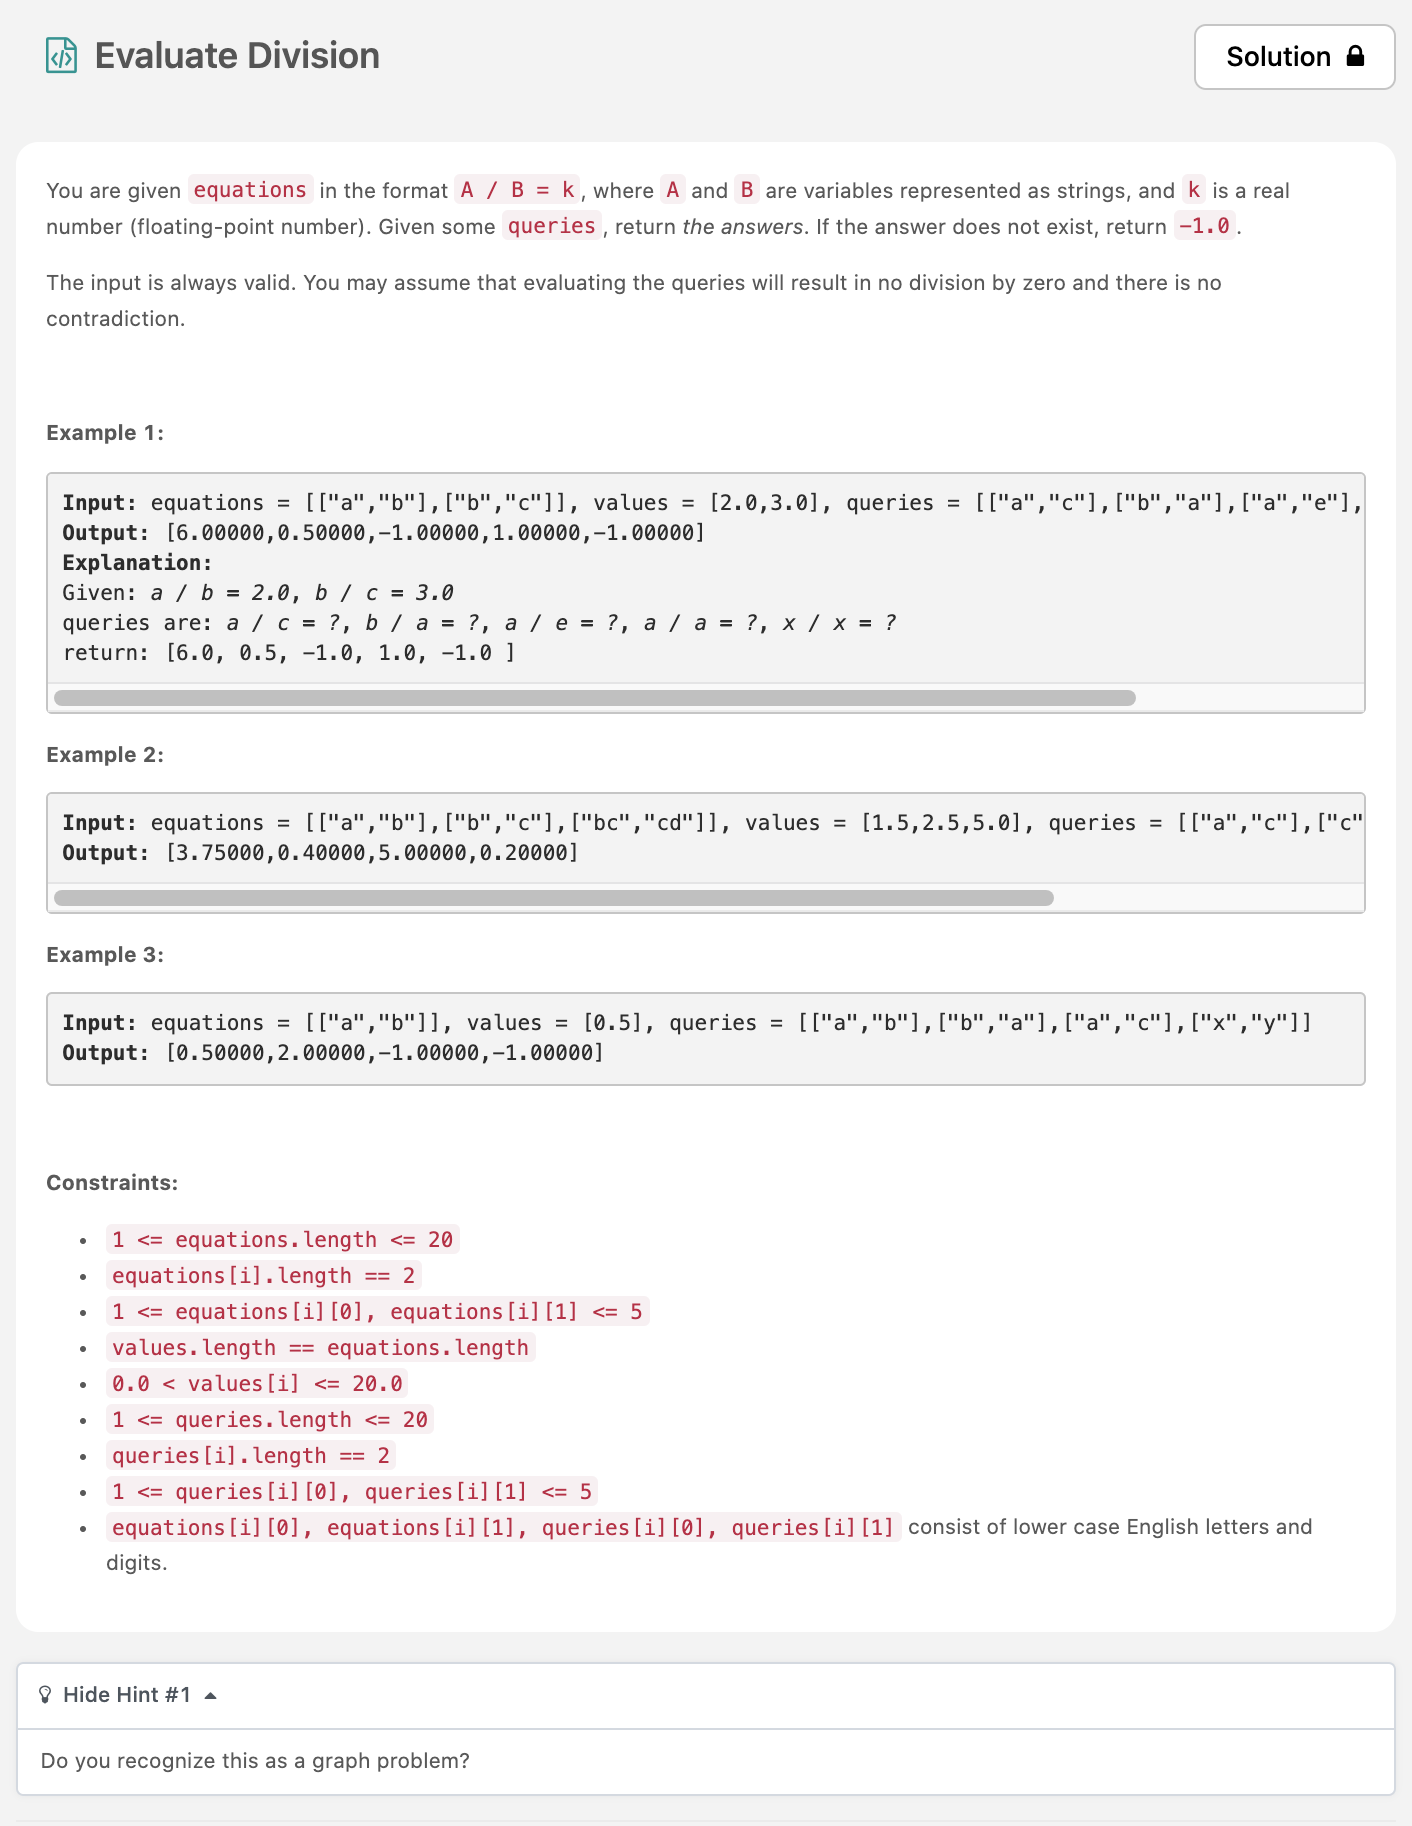 Evaluate Division
Solution
You are given equations in the format A / B = k, where A and B are variables represented as strings, and k is a real
number (floating-point number). Given some queries, return the answers. If the answer does not exist, return -1.0.
The input is always valid. You may assume that evaluating the queries will result in no division by zero and there is no
contradiction.
Example 1:
Input: equations = [["a","b"],["b","c"]], values = [2.0,3.0], queries = [["a","c"],["b","a"],["a","e"],
Output: [6.00000,0.50000,-1.00000,1.00000,-1.00000]
Explanation:
Given: a / b = 2.0, b / c = 3.0
queries are: a / c = ?, b / a = ?, a / e = ?, a / a = ?, x / x = ?
return: [6.0, 0.5, -1.0, 1.0, -1.0 ]
Example 2:
Input: equations = [["a","b"],["b","c"],["bc","cd"]], values = [1.5,2.5,5.0], queries = [["a","c"],["c"
Output: [3.75000,0.40000,5.00000,0.20000]
Example 3:
Input: equations = [["a","b"]], values = [0.5], queries = [["a","b"],["b","a"],["a","c"],["x","y"]]
Output: [0.50000,2.00000,-1.00000,-1.00000]
Constraints:
• 1 <= equations.length <= 20
• equations[i].length == 2
• 1 <= equations[i][0], equations[i][1] <= 5
• values.length == equations.length
• 0.0 < values[i] <= 20.0
• 1 <= queries.length <= 20
• queries[i].length == 2
• 1 <= queries[i][0], queries[i][1] <= 5
• equations[i][0], equations[i][1], queries[i][0], queries[i][1] consist of lower case English letters and
digits.
Hide Hint #1
Do you recognize this as a graph problem?